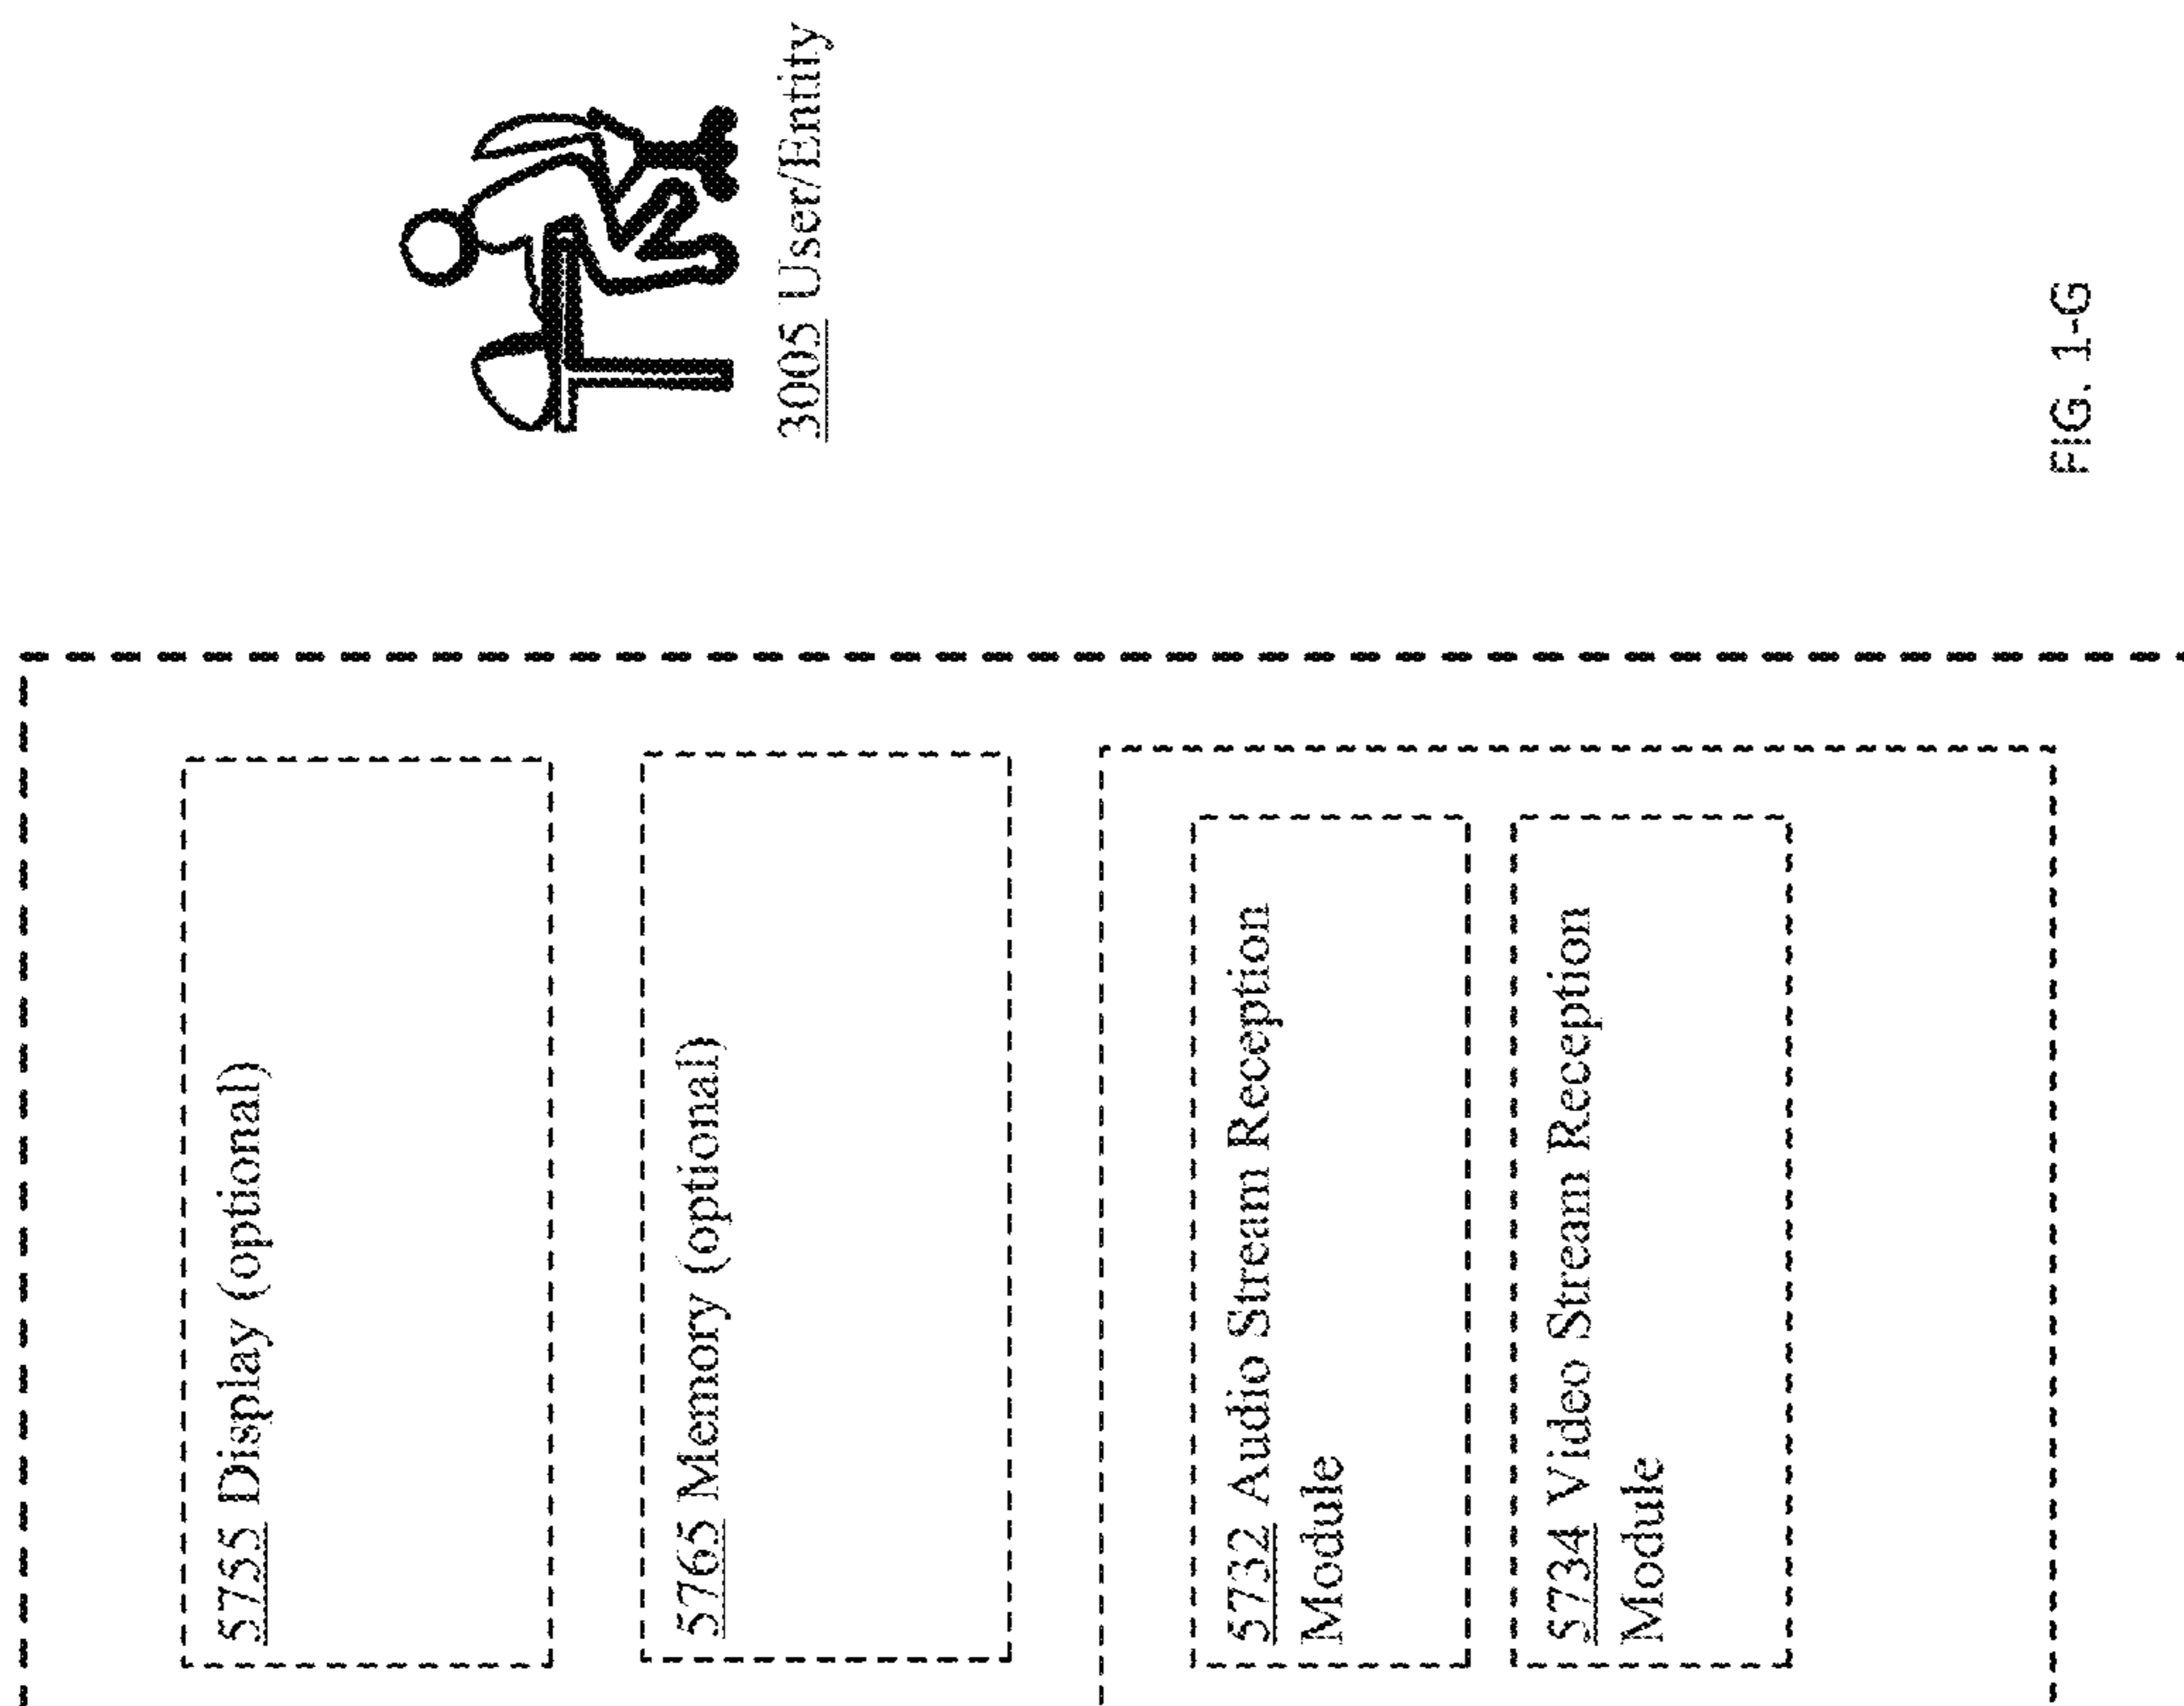 5755 Display (optional)
5765 Memory (optional)
5732 Audio Stream Reception
Module
5734 Video Stream Reception
Module
3005 User/Entity
FIG. 1-G